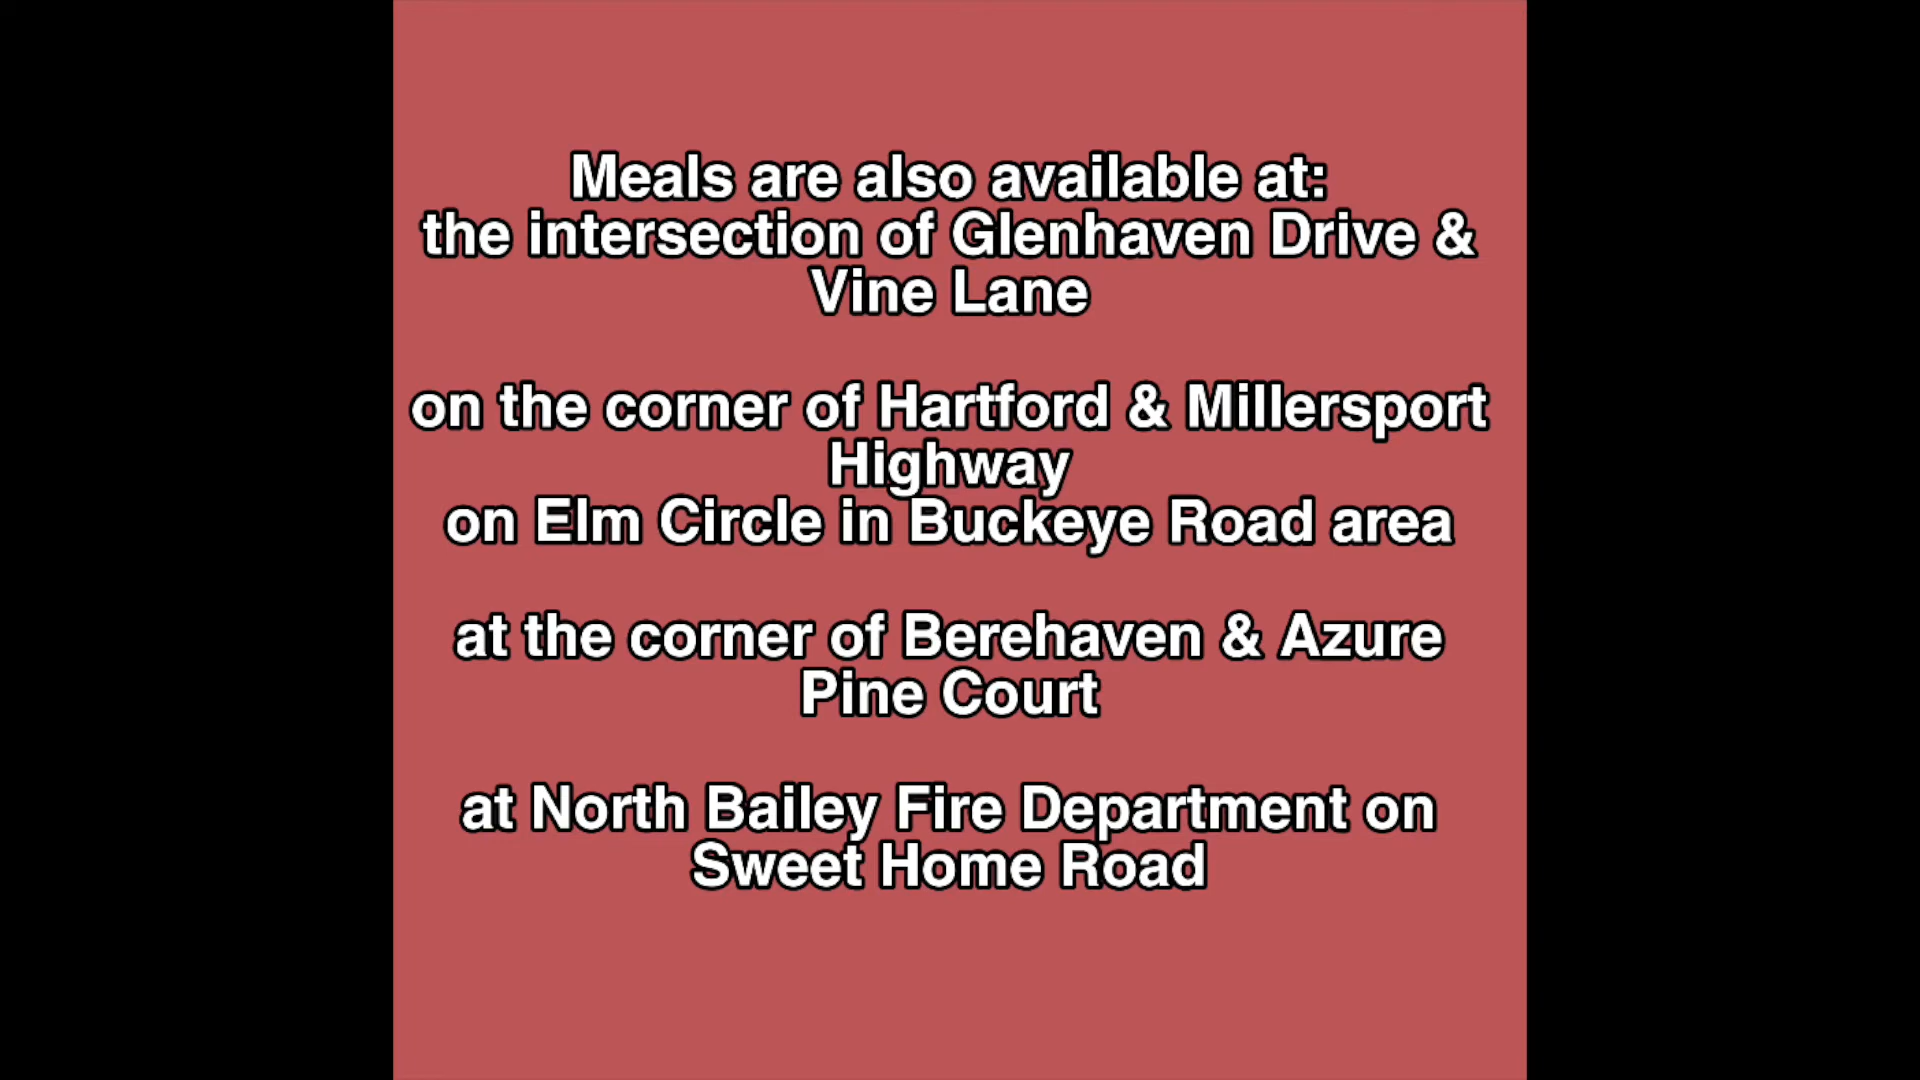 Meals are also available at:
the intersection of Glenhaven Drive &
Vine Lane
on the corner of Hartford & Millersport
Highway
on Elm Circle in Buckeye Road area
at the corner of Berehaven & Azure
Pine Court
at North Bailey Fire Department on
Sweet Home Road